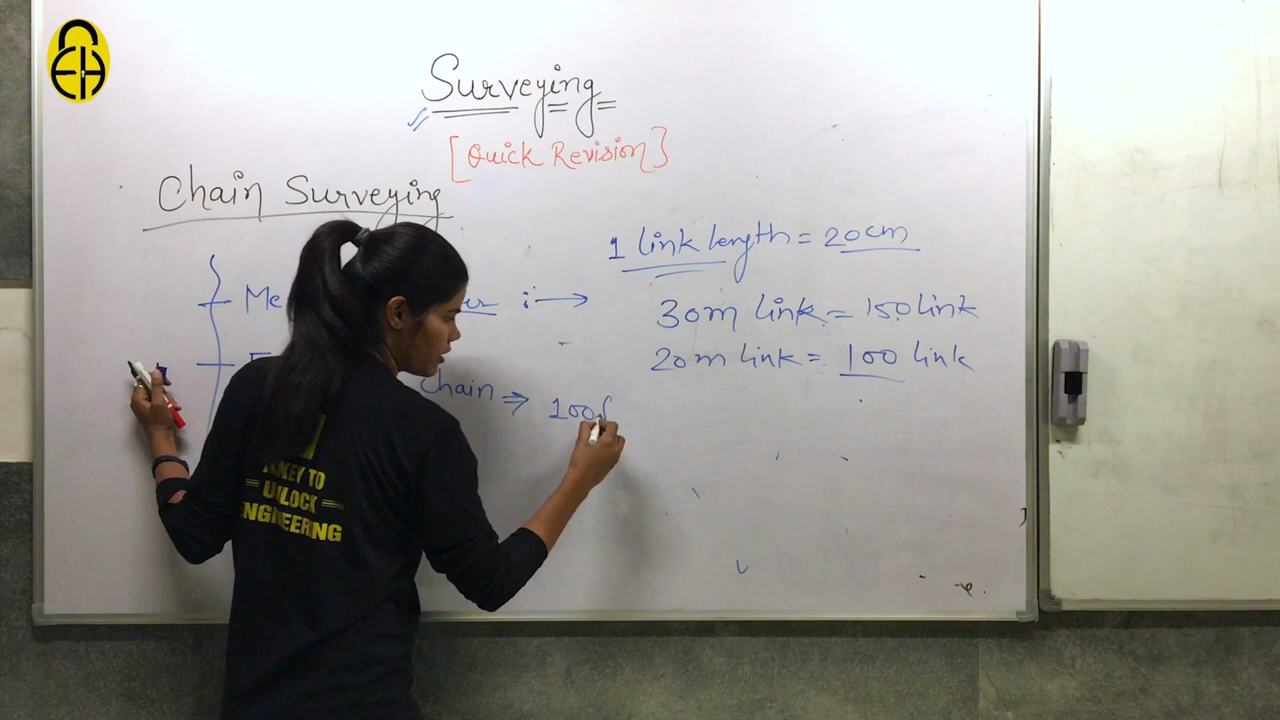 Surveying
[Quick Revision]
Chain Surveying
1 link length = 20cm
Me :→
30m link = 150 link
20m link = 100 link
chain ⇒ 100
KEY TO
UNLOCK
ENGINEERING